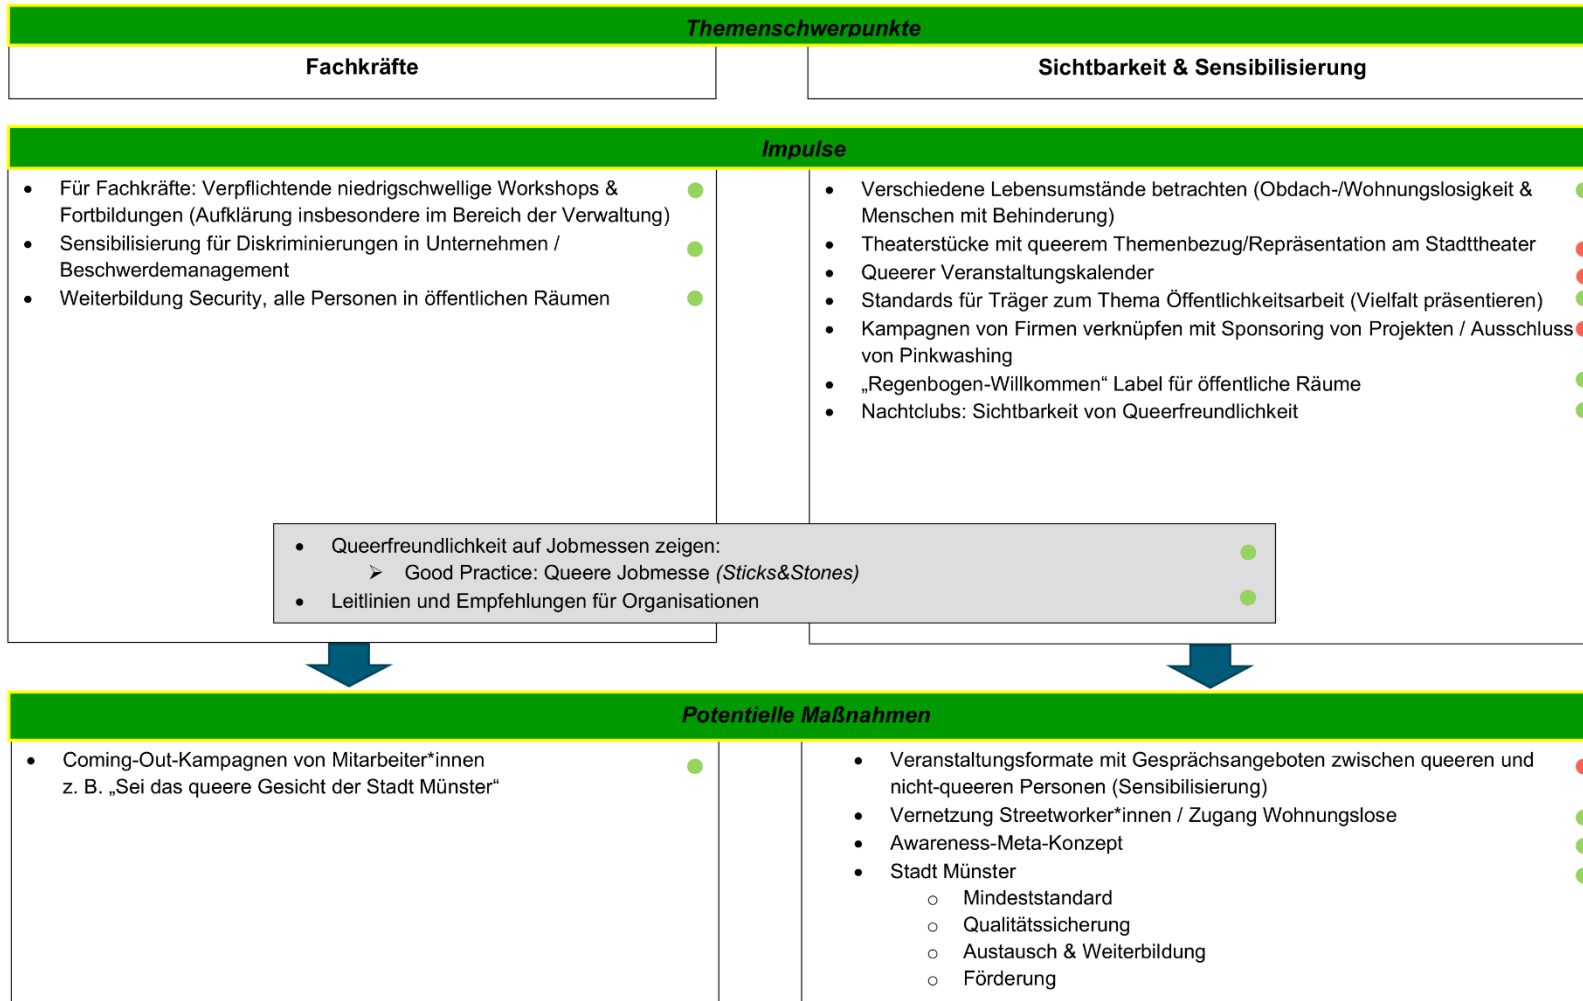 Themenschwerpunkte
Fachkräfte
Sichtbarkeit & Sensibilisierung
Impulse
• Für Fachkräfte: Verpflichtende niedrigschwellige Workshops &
Fortbildungen (Aufklärung insbesondere im Bereich der Verwaltung)
• Sensibilisierung für Diskriminierungen in Unternehmen /
Beschwerdemanagement
• Weiterbildung Security, alle Personen in öffentlichen Räumen
• Verschiedene Lebensumstände betrachten (Obdach-/Wohnungslosigkeit &
Menschen mit Behinderung)
• Theaterstücke mit queerem Themenbezug/Repräsentation am Stadttheater
• Queerer Veranstaltungskalender
• Standards für Träger zum Thema Öffentlichkeitsarbeit (Vielfalt präsentieren)
• Kampagnen von Firmen verknüpfen mit Sponsoring von Projekten / Ausschluss
von Pinkwashing
• „Regenbogen-Willkommen“ Label für öffentliche Räume
• Nachtclubs: Sichtbarkeit von Queerfreundlichkeit
• Queerfreundlichkeit auf Jobmessen zeigen:
➢ Good Practice: Queere Jobmesse (Sticks&Stones)
• Leitlinien und Empfehlungen für Organisationen
Potentielle Maßnahmen
• Coming-Out-Kampagnen von Mitarbeiter*innen
z. B. „Sei das queere Gesicht der Stadt Münster“
• Veranstaltungsformate mit Gesprächsangeboten zwischen queeren und
nicht-queeren Personen (Sensibilisierung)
• Vernetzung Streetworker*innen / Zugang Wohnungslose
• Awareness-Meta-Konzept
• Stadt Münster
o Mindeststandard
o Qualitätssicherung
o Austausch & Weiterbildung
o Förderung